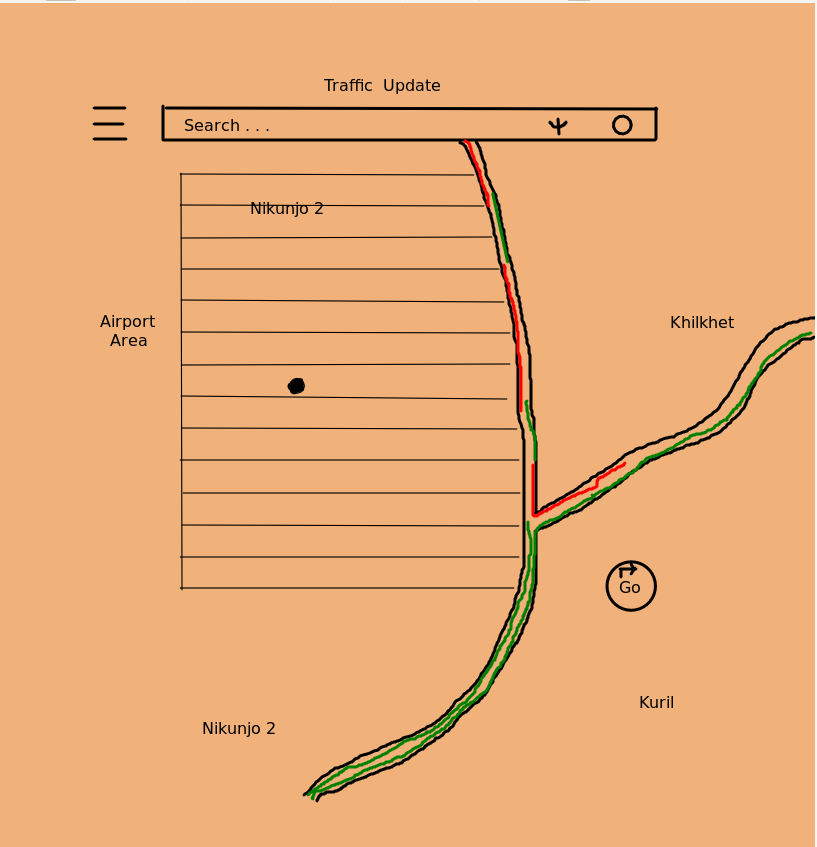 Traffic Update
Search . . .
Nikunjo 2
Airport
Area
Khilkhet
Go
Kuril
Nikunjo 2